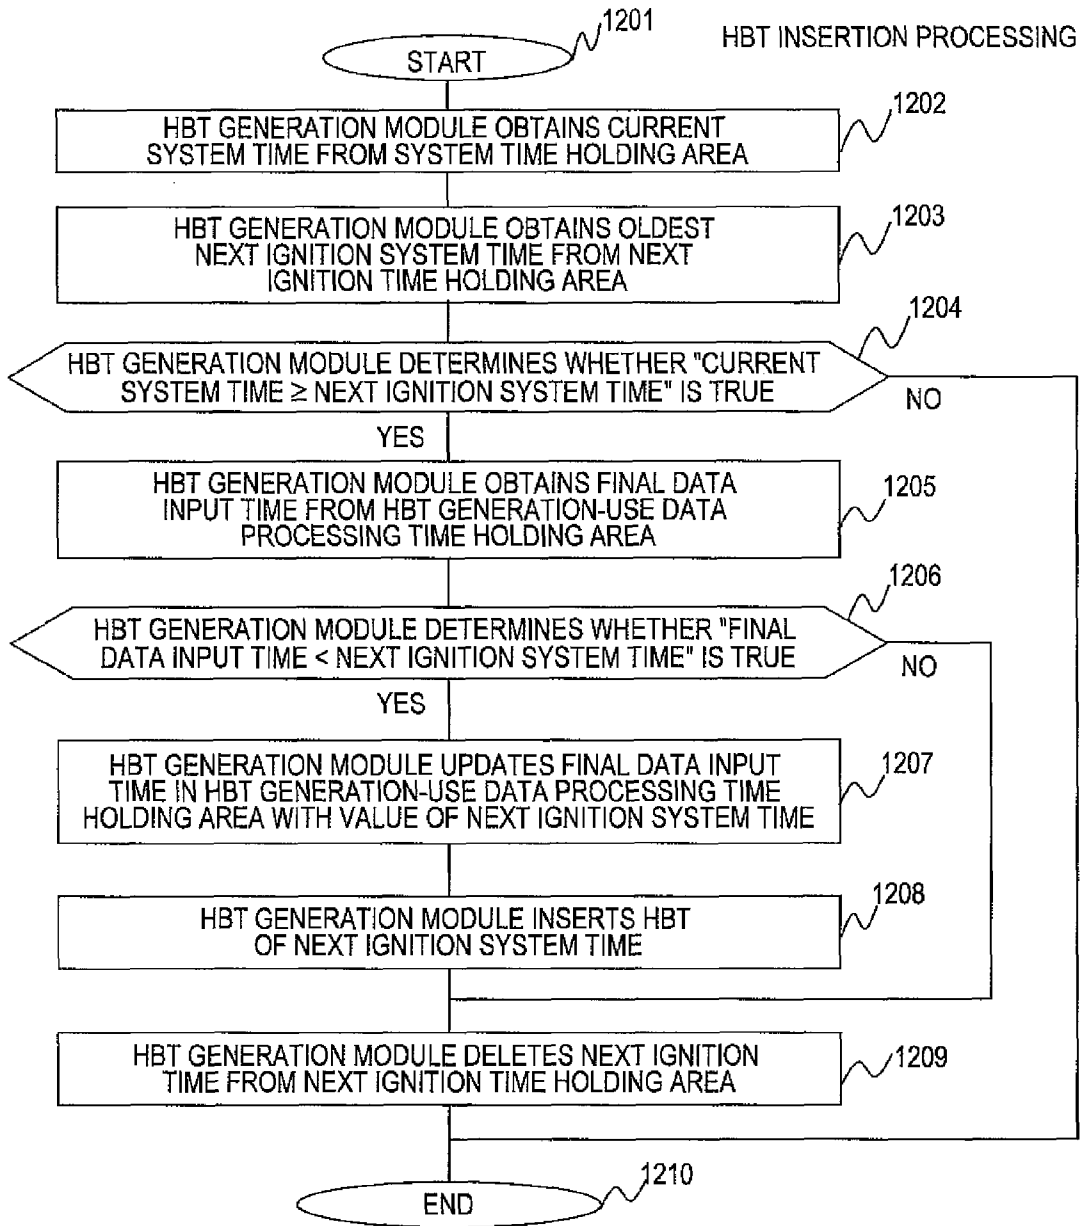 1201
HBT INSERTION PROCESSING
START
1202
HBT GENERATION MODULE OBTAINS CURRENT
SYSTEM TIME FROM SYSTEM TIME HOLDING AREA
1203
HBT GENERATION MODULE OBTAINS OLDEST
NEXT IGNITION SYSTEM TIME FROM NEXT
IGNITION TIME HOLDING AREA
1204
HBT GENERATION MODULE DETERMINES WHETHER "CURRENT
SYSTEM TIME ≥ NEXT IGNITION SYSTEM TIME" IS TRUE
NO
YES
HBT GENERATION MODULE OBTAINS FINAL DATA
INPUT TIME FROM HBT GENERATION-USE DATA
PROCESSING TIME HOLDING AREA
1205
1206
HBT GENERATION MODULE DETERMINES WHETHER "FINAL
DATA INPUT TIME < NEXT IGNITION SYSTEM TIME" IS TRUE
NO
YES
HBT GENERATION MODULE UPDATES FINAL DATA INPUT
TIME IN HBT GENERATION-USE DATA PROCESSING TIME
HOLDING AREA WITH VALUE OF NEXT IGNITION SYSTEM TIME
1207
1208
HBT GENERATION MODULE INSERTS HBT
OF NEXT IGNITION SYSTEM TIME
HBT GENERATION MODULE DELETES NEXT IGNITION
TIME FROM NEXT IGNITION TIME HOLDING AREA
1209
1210
END